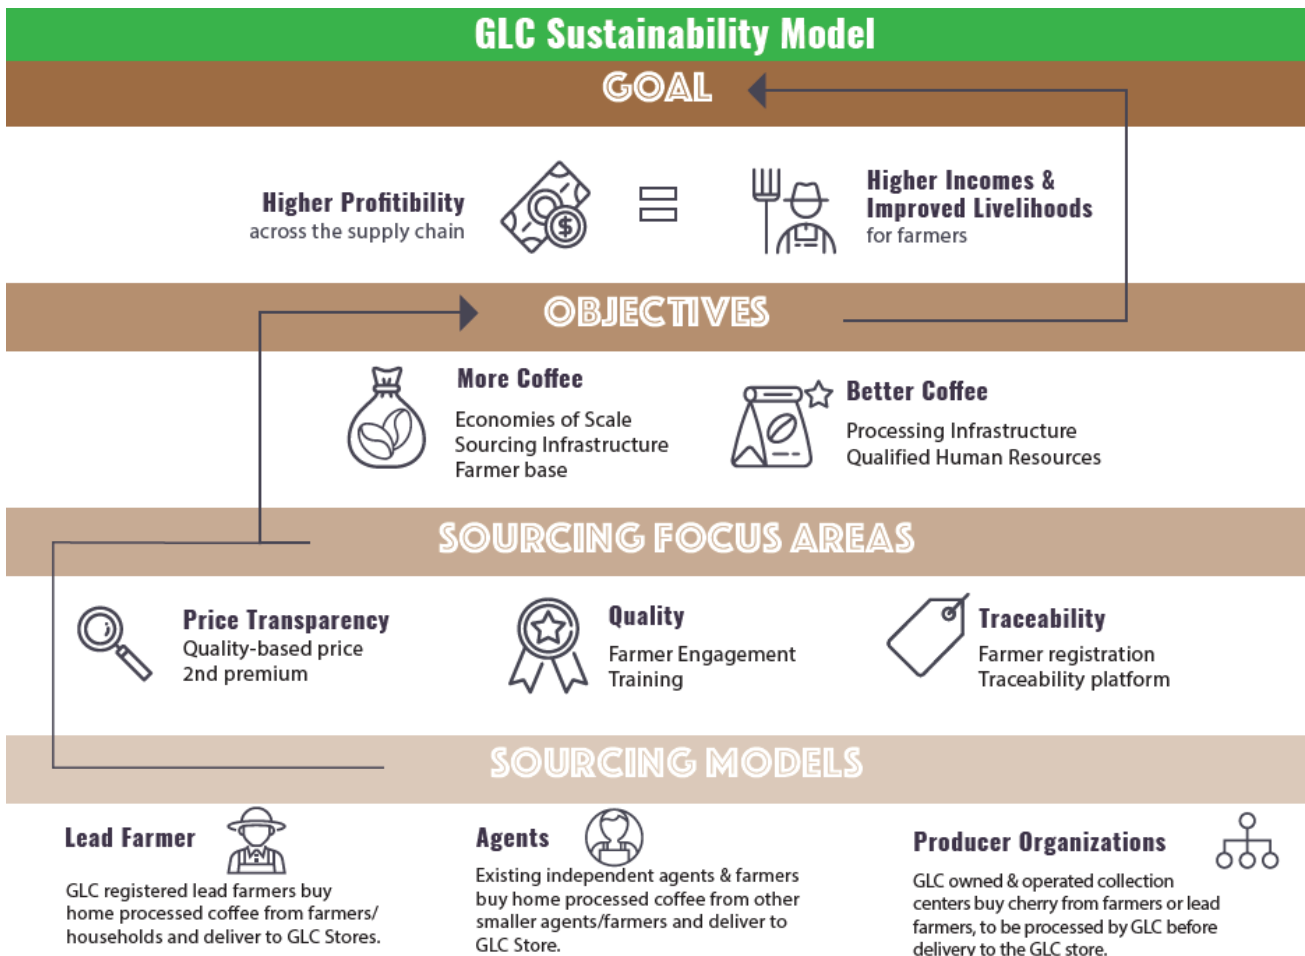 GLC Sustainability Model
GOAL
Higher Profitibility
across the supply chain
$
Higher Incomes &
Improved Livelihoods
for farmers
OBJECTIVES
More Coffee
Economies of Scale
Sourcing Infrastructure
Farmer base
Better Coffee
Processing Infrastructure
Qualified Human Resources
SOURCING FOCUS AREAS
Price Transparency
Quality-based price
2nd premium
Quality
Farmer Engagement
Training
Traceability
Farmer registration
Traceability platform
SOURCING MODELS
Lead Farmer
GLC registered lead farmers buy
home processed coffee from farmers/
households and deliver to GLC Stores.
Agents
Existing independent agents & farmers
buy home processed coffee from other
smaller agents/farmers and deliver to
GLC Store.
Producer Organizations
GLC owned & operated collection
centers buy cherry from farmers or lead
farmers, to be processed by GLC before
delivery to the GLC store.